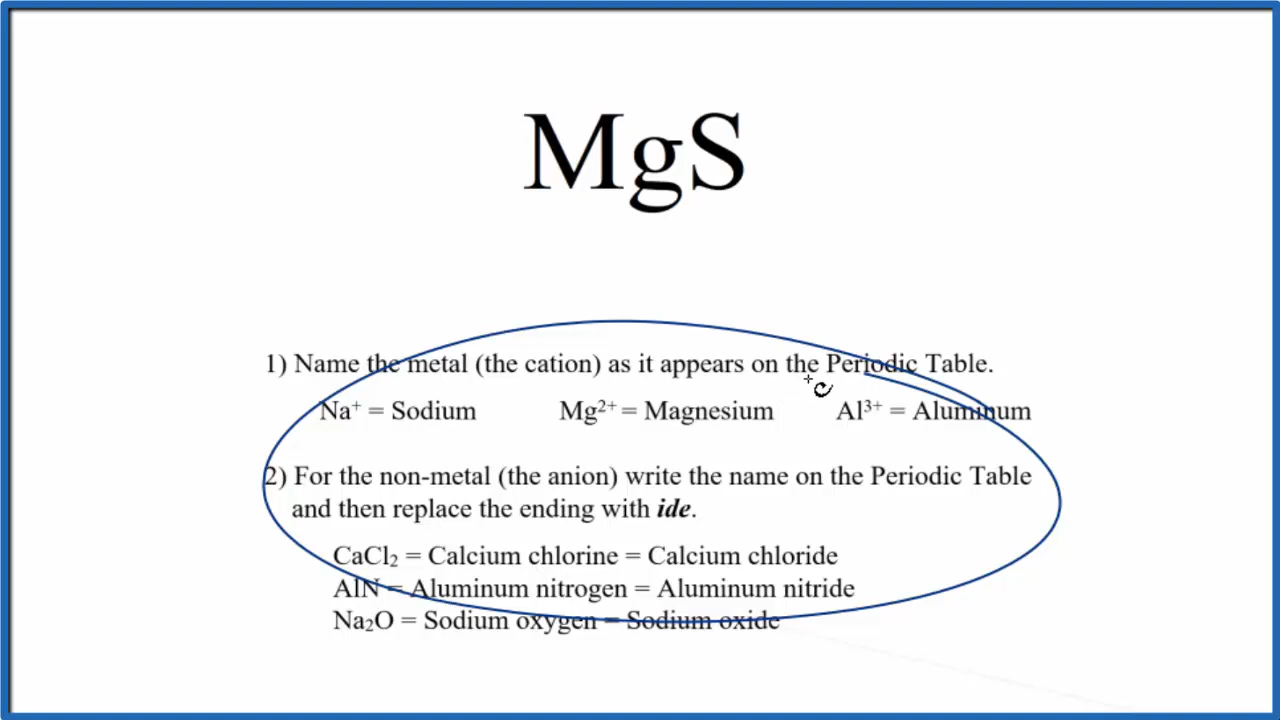 MgS
1) Name the metal (the cation) as it appears on the Periodic Table.
Na⁺ = Sodium Mg²⁺ = Magnesium Al³⁺ = Aluminum
2) For the non-metal (the anion) write the name on the Periodic Table
and then replace the ending with ide.
CaCl₂ = Calcium chlorine = Calcium chloride
AlN = Aluminum nitrogen = Aluminum nitride
Na₂O = Sodium oxygen = Sodium oxide